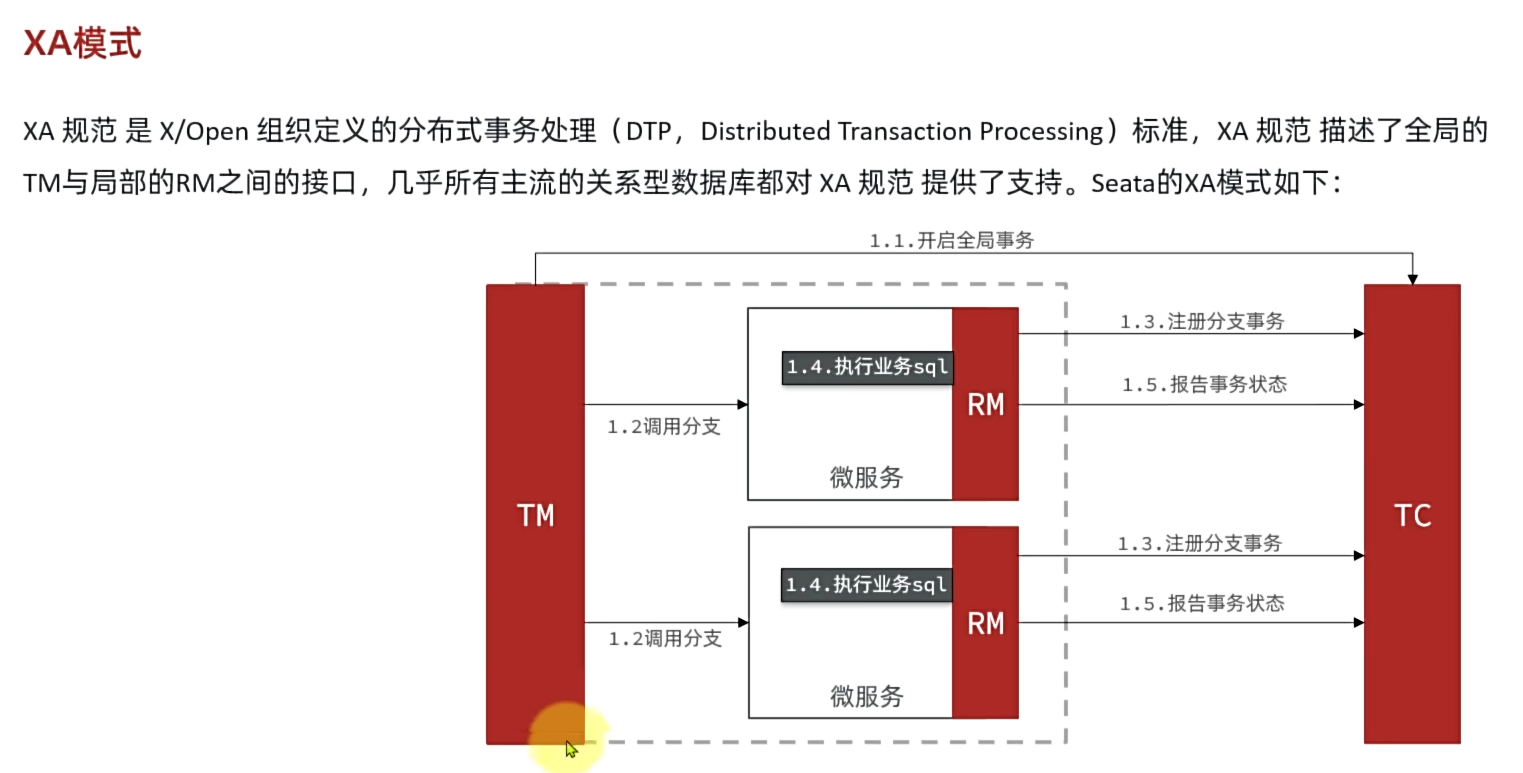 XA模式
XA 规范 是 X/Open 组织定义的分布式事务处理（DTP，Distributed Transaction Processing）标准，XA 规范 描述了全局的
TM与局部的RM之间的接口，几乎所有主流的关系型数据库都对 XA 规范 提供了支持。Seata的XA模式如下：
1.1.开启全局事务
1.3.注册分支事务
1.4.执行业务sql
1.5.报告事务状态
RM
1.2调用分支
微服务
TM
TC
1.3.注册分支事务
1.4.执行业务sql
1.5.报告事务状态
RM
1.2调用分支
微服务